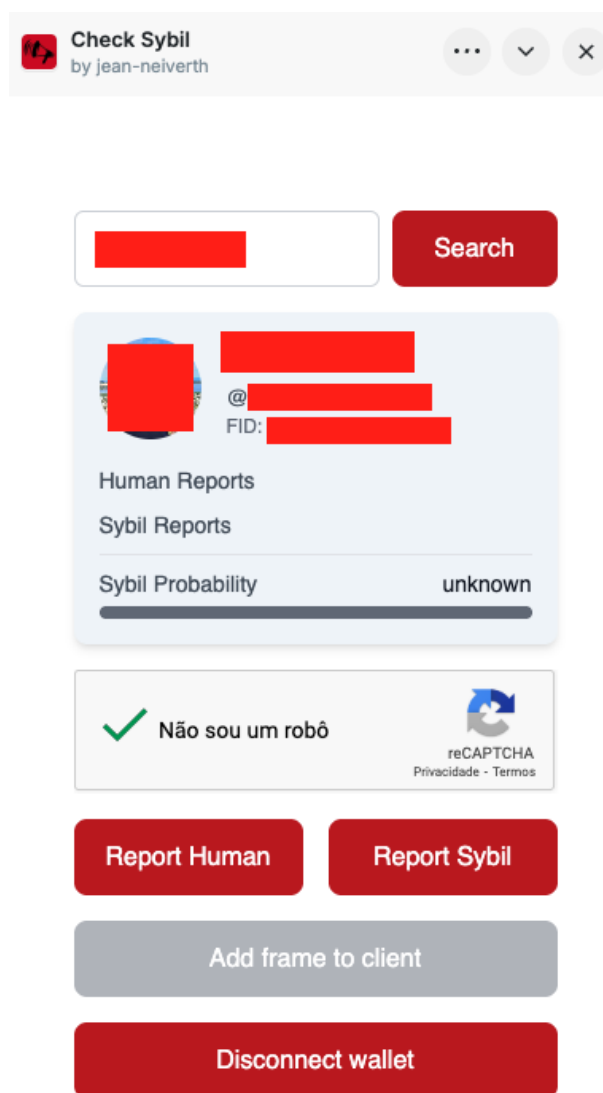 Check Sybil
by jean-neiverth
Search
@
FID:
Human Reports
Sybil Reports
Sybil Probability unknown
Não sou um robô
reCAPTCHA
Privacidade - Termos
Report Human
Report Sybil
Add frame to client
Disconnect wallet